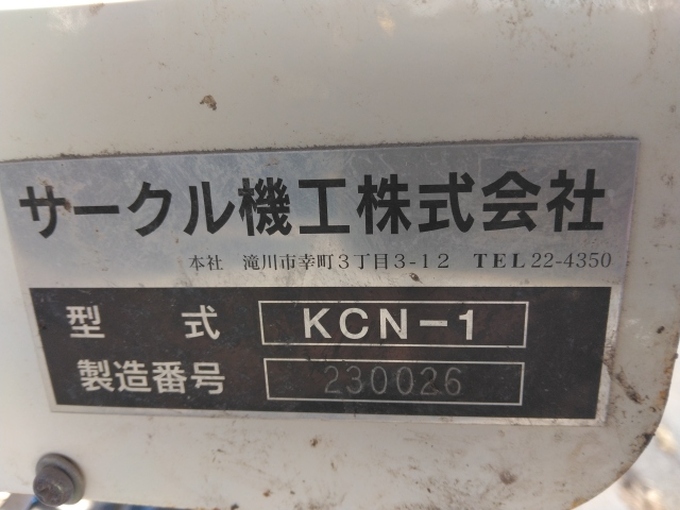 サークル機工株式会社
本社 滝川市幸町3丁目3-12 TEL 22-4350
型式 KCN-1
製造番号 230026